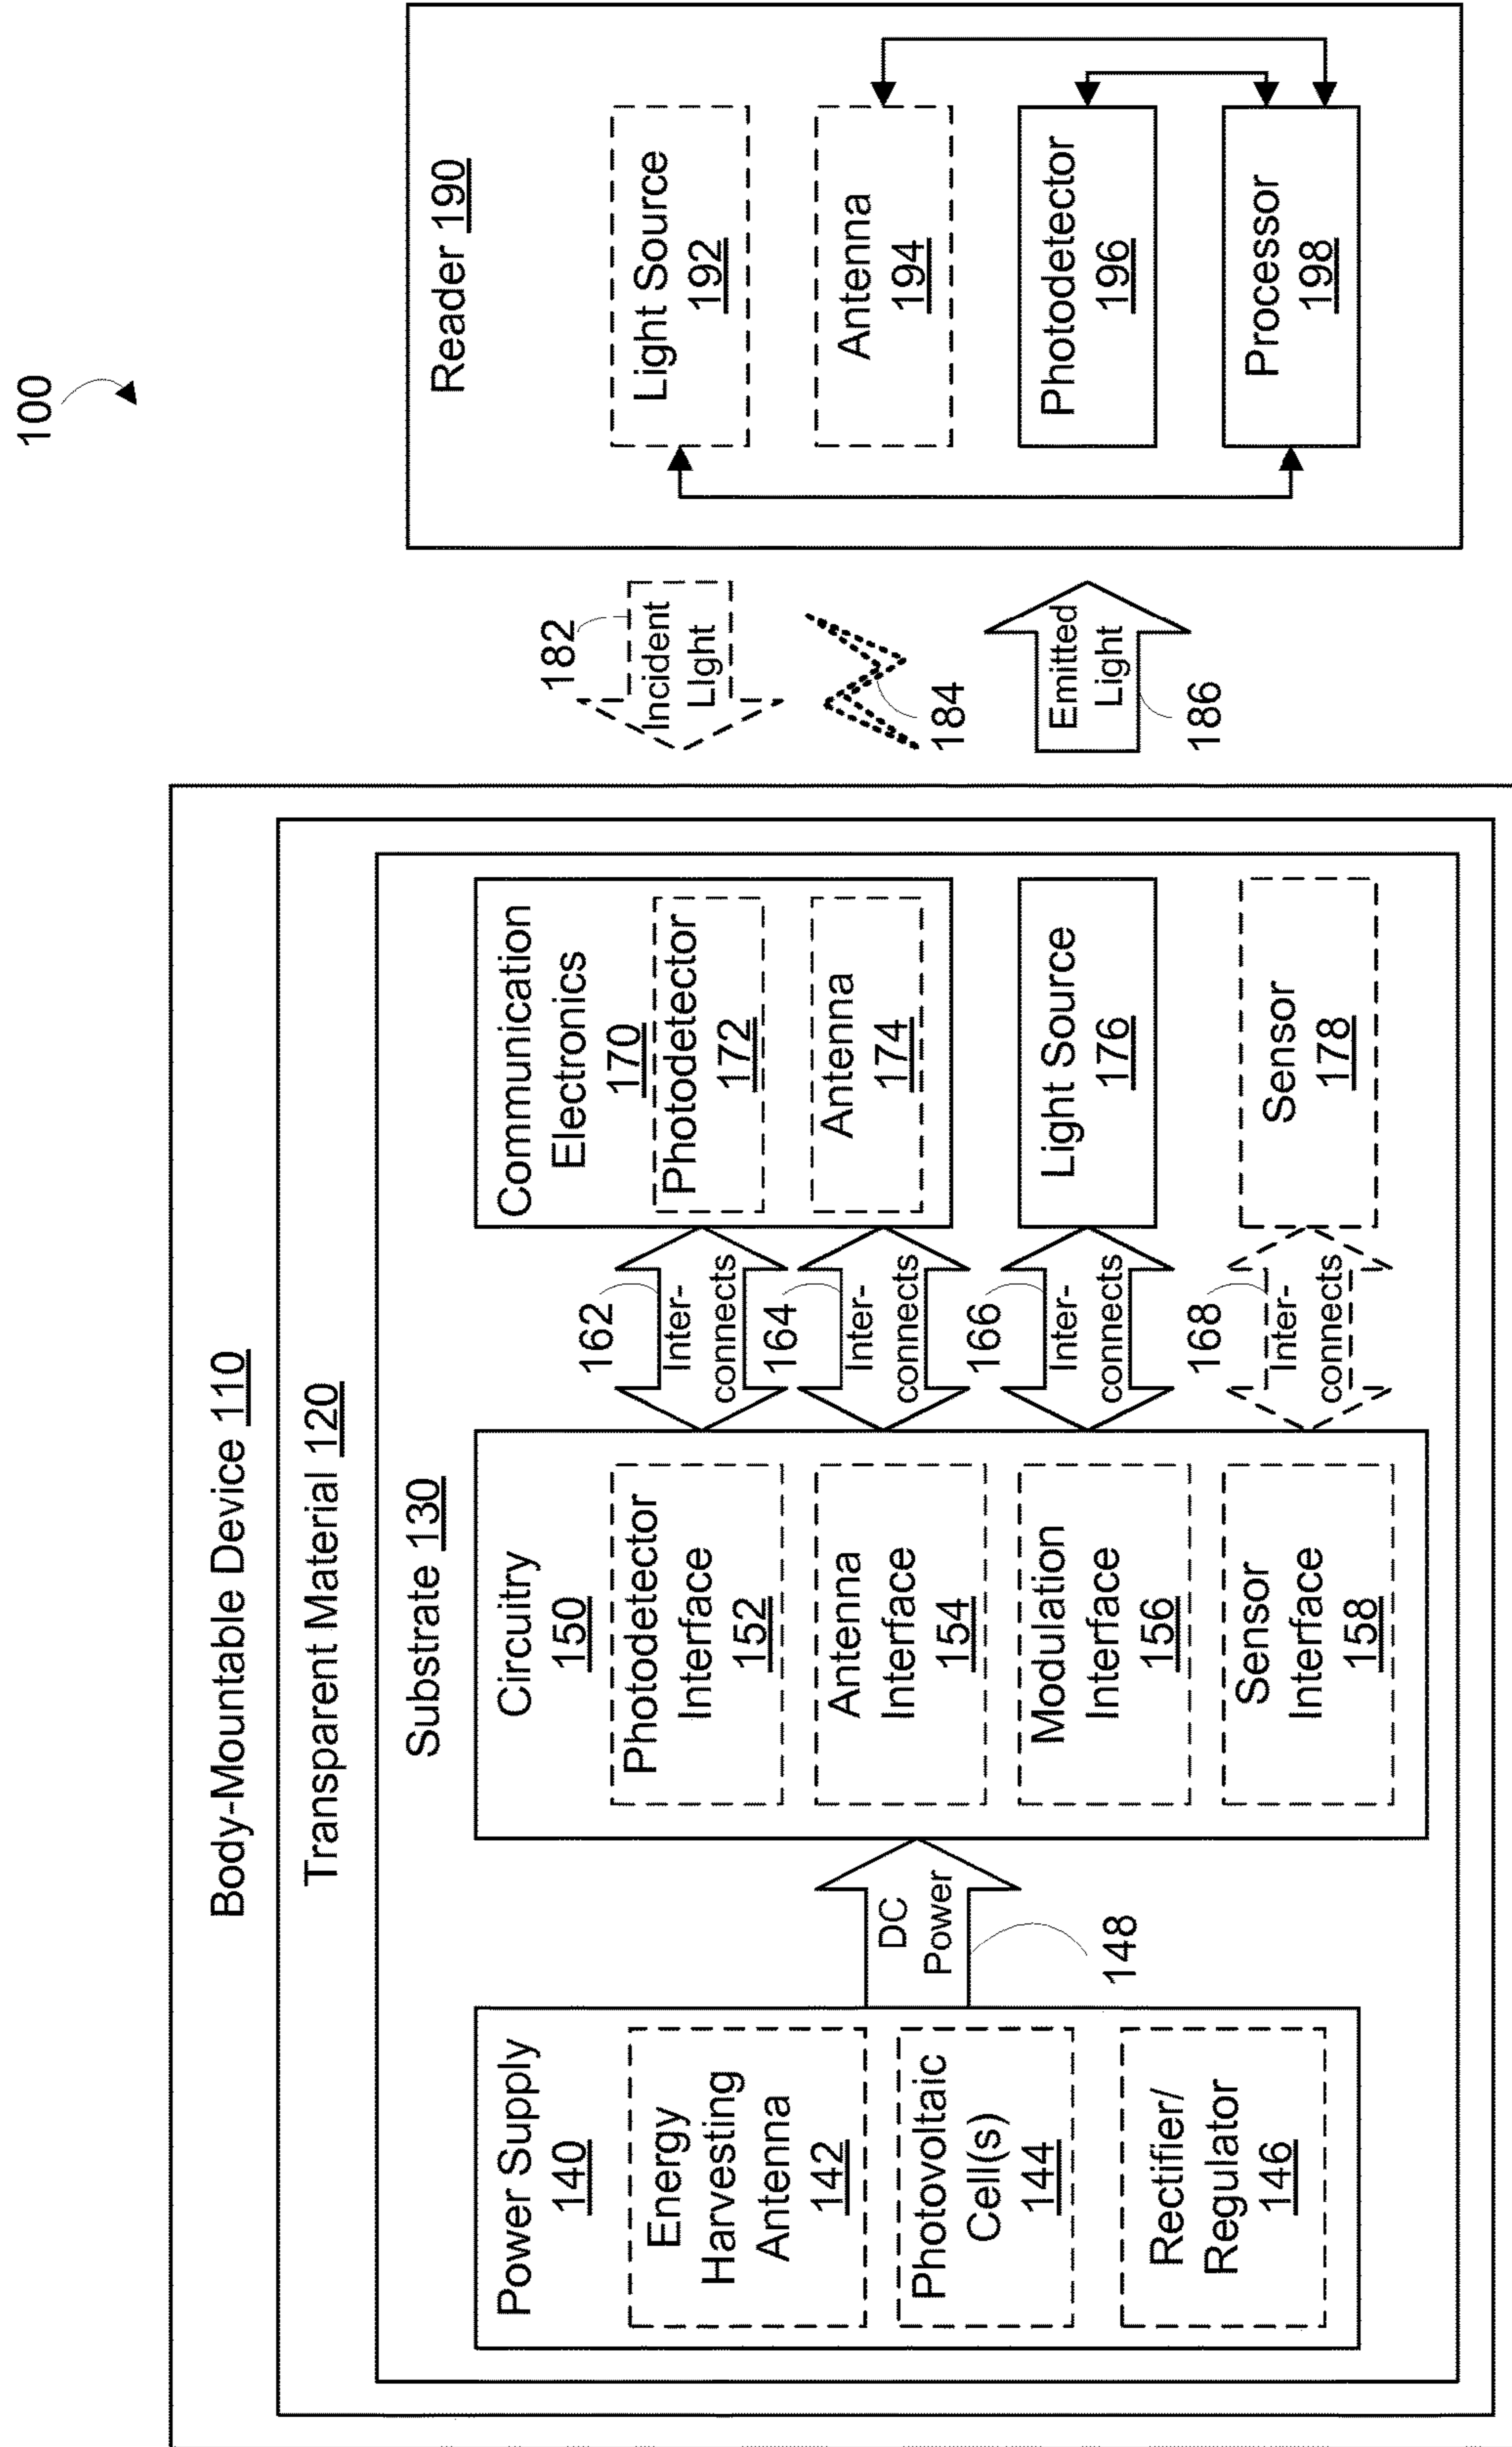 100
Body-Mountable Device 110
Transparent Material 120
Substrate 130
Power Supply
140
Energy
Harvesting
Antenna
142
Photovoltaic
Cell(s)
144
Rectifier/
Regulator
146
DC
Power
148
Circuitry
150
Photodetector
Interface
152
Antenna
Interface
154
Modulation
Interface
156
Sensor
Interface
158
162
Inter-
connects
164
Inter-
connects
166
Inter-
connects
168
Inter-
connects
Communication
Electronics
170
Photodetector
172
Antenna
174
Light Source
176
Sensor
178
182
Incident
LIght
184
Emitted
Light
186
Reader 190
Light Source
192
Antenna
194
Photodetector
196
Processor
198